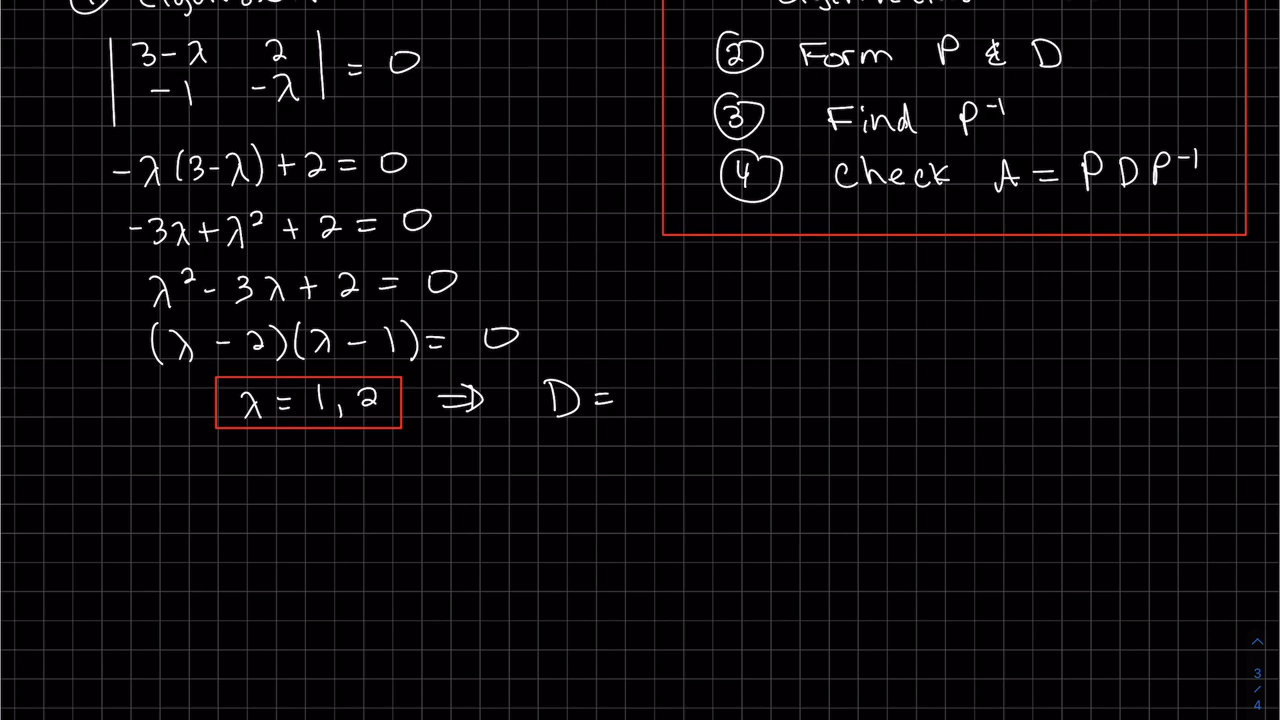 |3-λ 2|
|-1 -λ| = 0
-λ(3-λ)+2 = 0
-3λ+λ² + 2 = 0
λ² - 3λ + 2 = 0
(λ - 2)(λ - 1) = 0
λ = 1, 2 ⇒ D =
② Form P & D
③ Find P⁻¹
④ Check A = P D P⁻¹
3
/
4